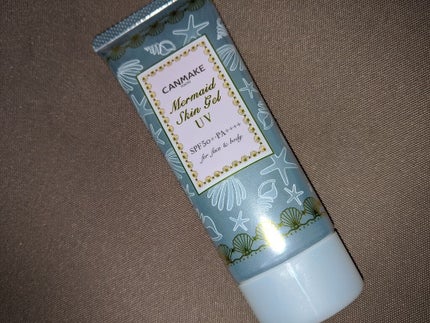 CANMAKE
Mermaid
Skin Gel
UV
SPF50+・PA++++
for face & body